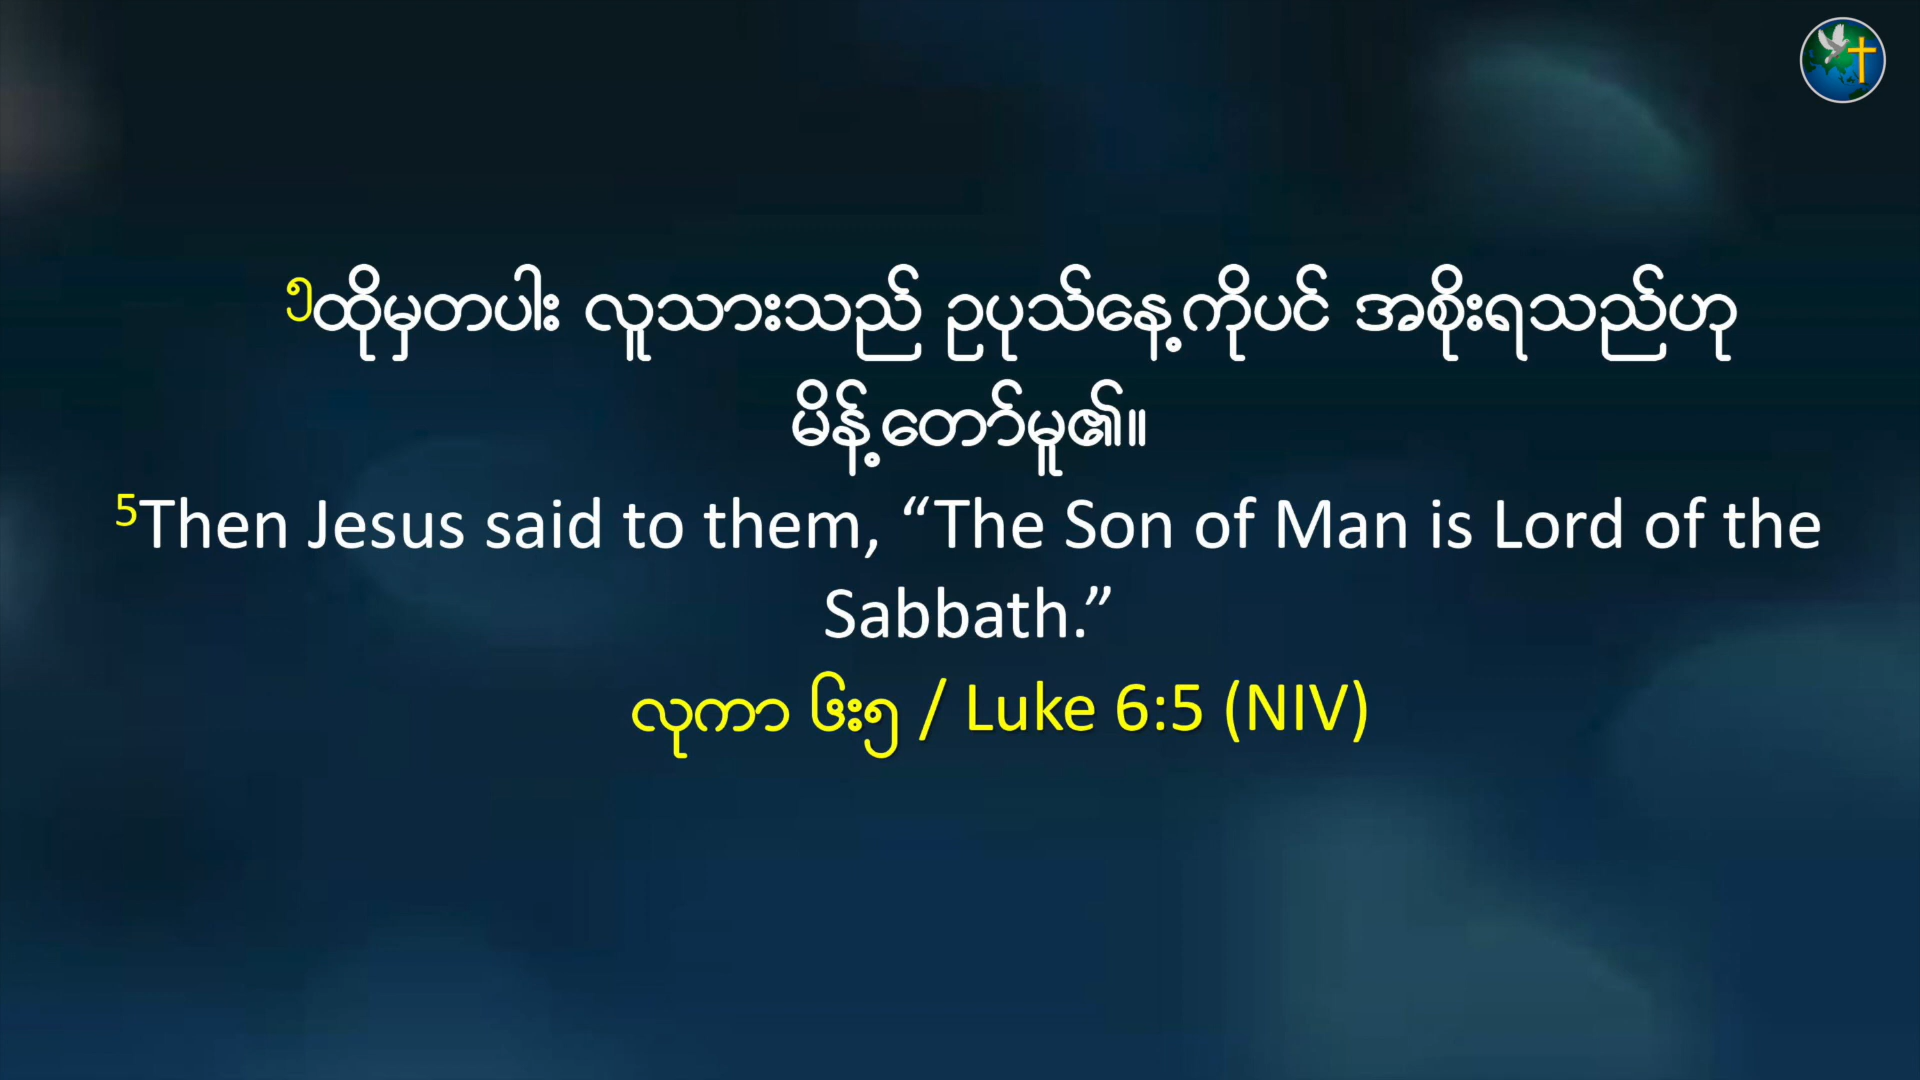 ၅ထိုမှတပါး လူသားသည် ဥပုသ်နေ့ကိုပင် အစိုးရသည်ဟု
မိန့်တော်မူ၏။
5Then Jesus said to them, “The Son of Man is Lord of the
Sabbath.”
လုကာ ၆း၅ / Luke 6:5 (NIV)